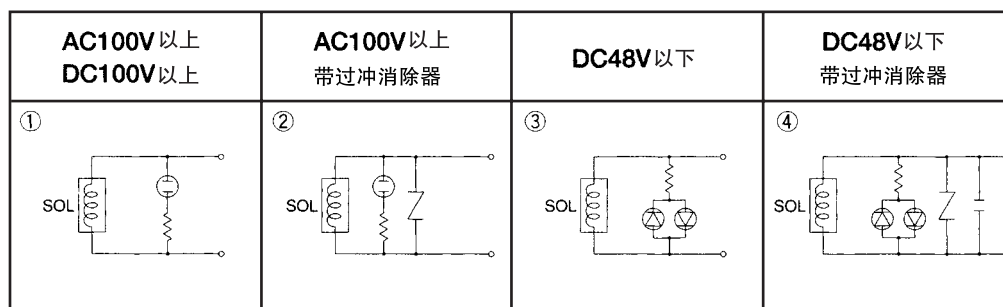 AC100V以上
DC100V以上
AC100V以上
带过冲消除器
DC48V以下
DC48V以下
带过冲消除器
①
②
③
④
SOL
SOL
SOL
SOL